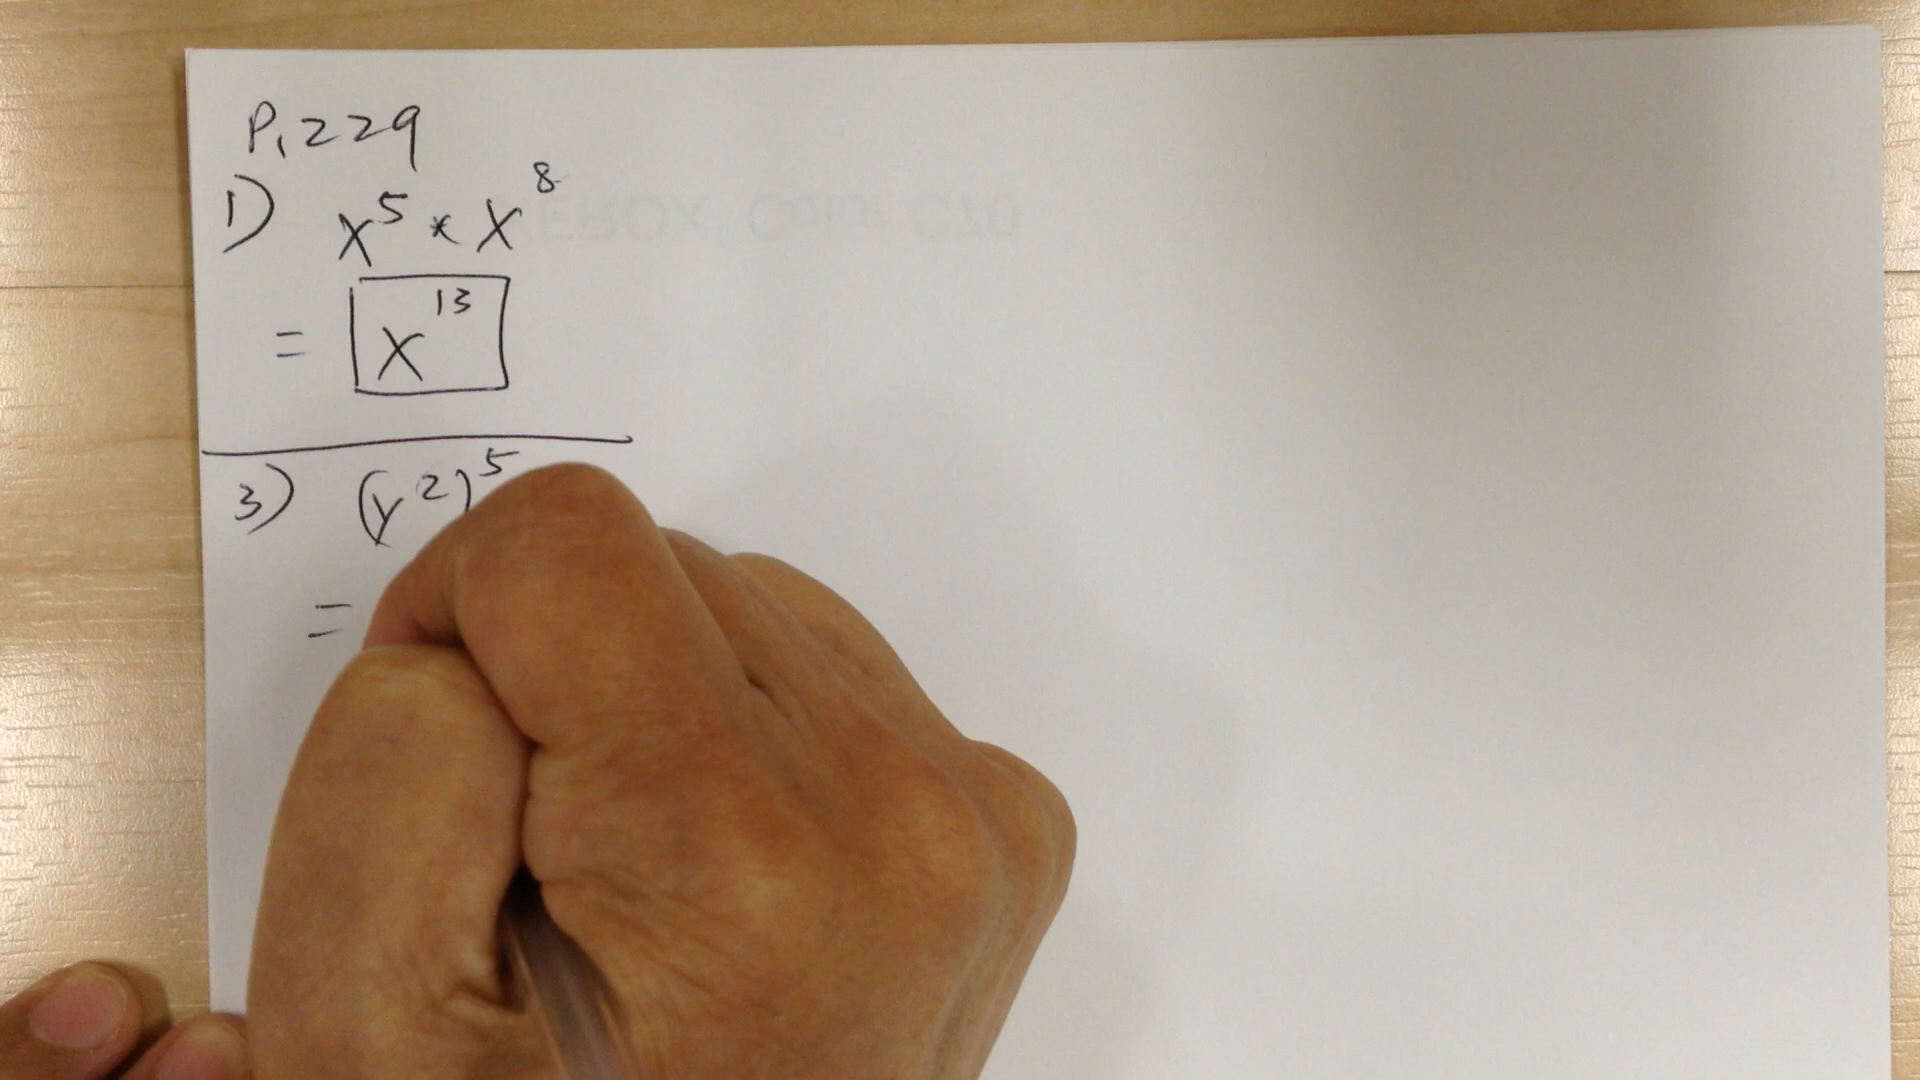 P.229
1) x⁵ * x⁸
= x¹³
3) (y²)⁵
=